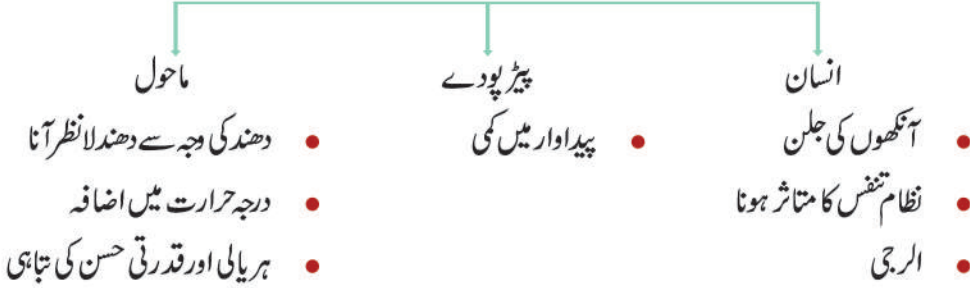 انسان
آنکھوں کی جلن
نظام تنفس کا متاثر ہونا
الرجی
پیڑ پودے
پیداوار میں کمی
ماحول
دھند کی وجہ سے دھندلا نظر آنا
درجہ حرارت میں اضافہ
ہریالی اور قدرتی حسن کی تباہی